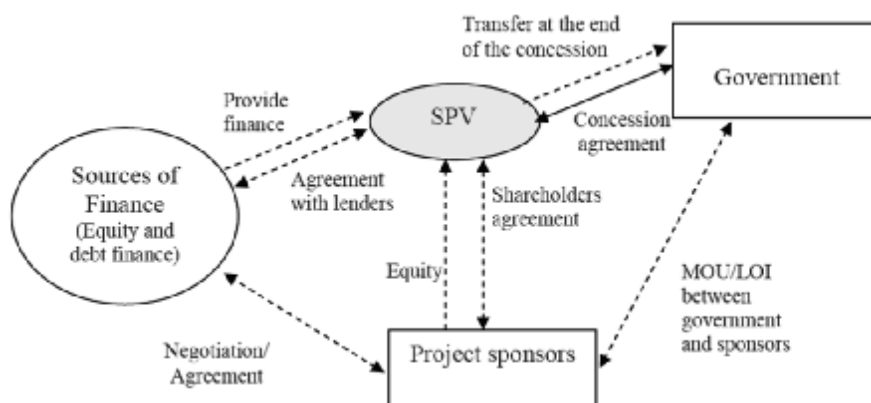 Transfer at the end
of the concession
Government
Provide
finance
SPV
Concession
agreement
Sources of
Finance
(Equity and
debt finance)
Agreement
with lenders
Shareholders
agreement
Equity
MOU/LOI
between
government
and sponsors
Negotiation/
Agreement
Project sponsors